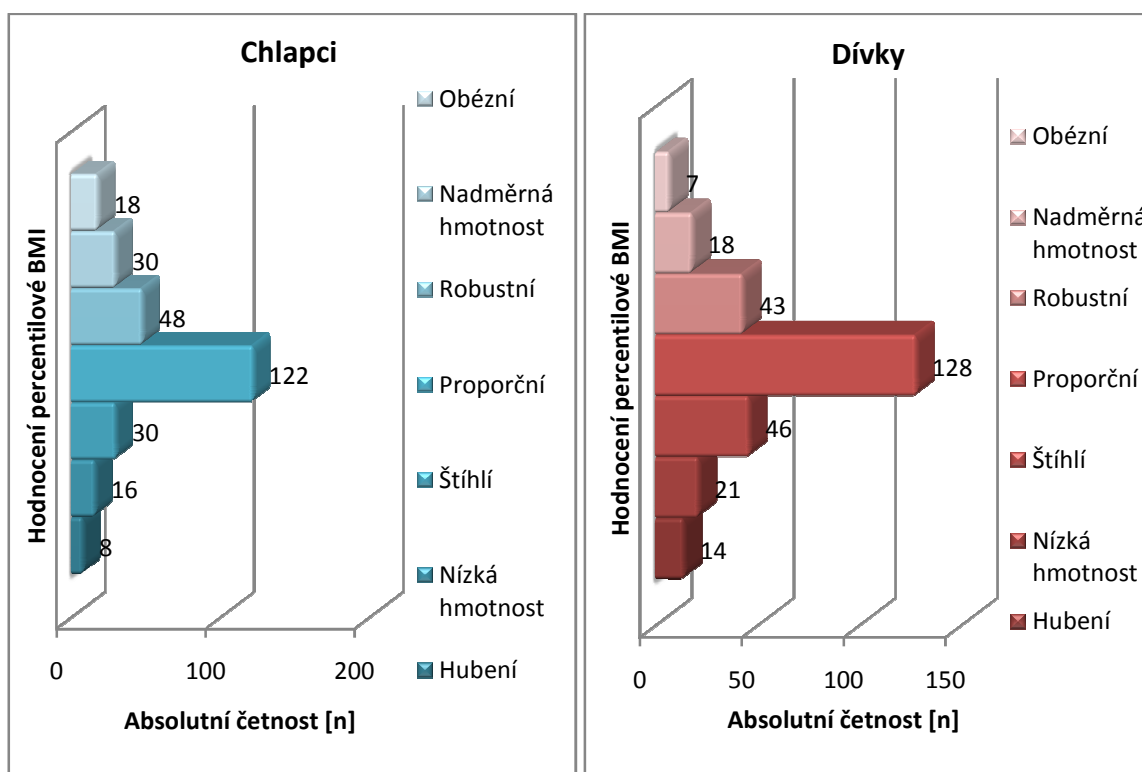 Chlapci
Hodnocení percentilové BMI
18
30
48
122
30
16
8
0
100
200
Absolutní četnost [n]
Obézní
Nadměrná
hmotnost
Robustní
Proporční
Štíhlí
Nízká
hmotnost
Hubení
Dívky
Hodnocení percentilové BMI
7
18
43
128
46
21
14
0
50
100
150
Absolutní četnost [n]
Obézní
Nadměrná
hmotnost
Robustní
Proporční
Štíhlí
Nízká
hmotnost
Hubení